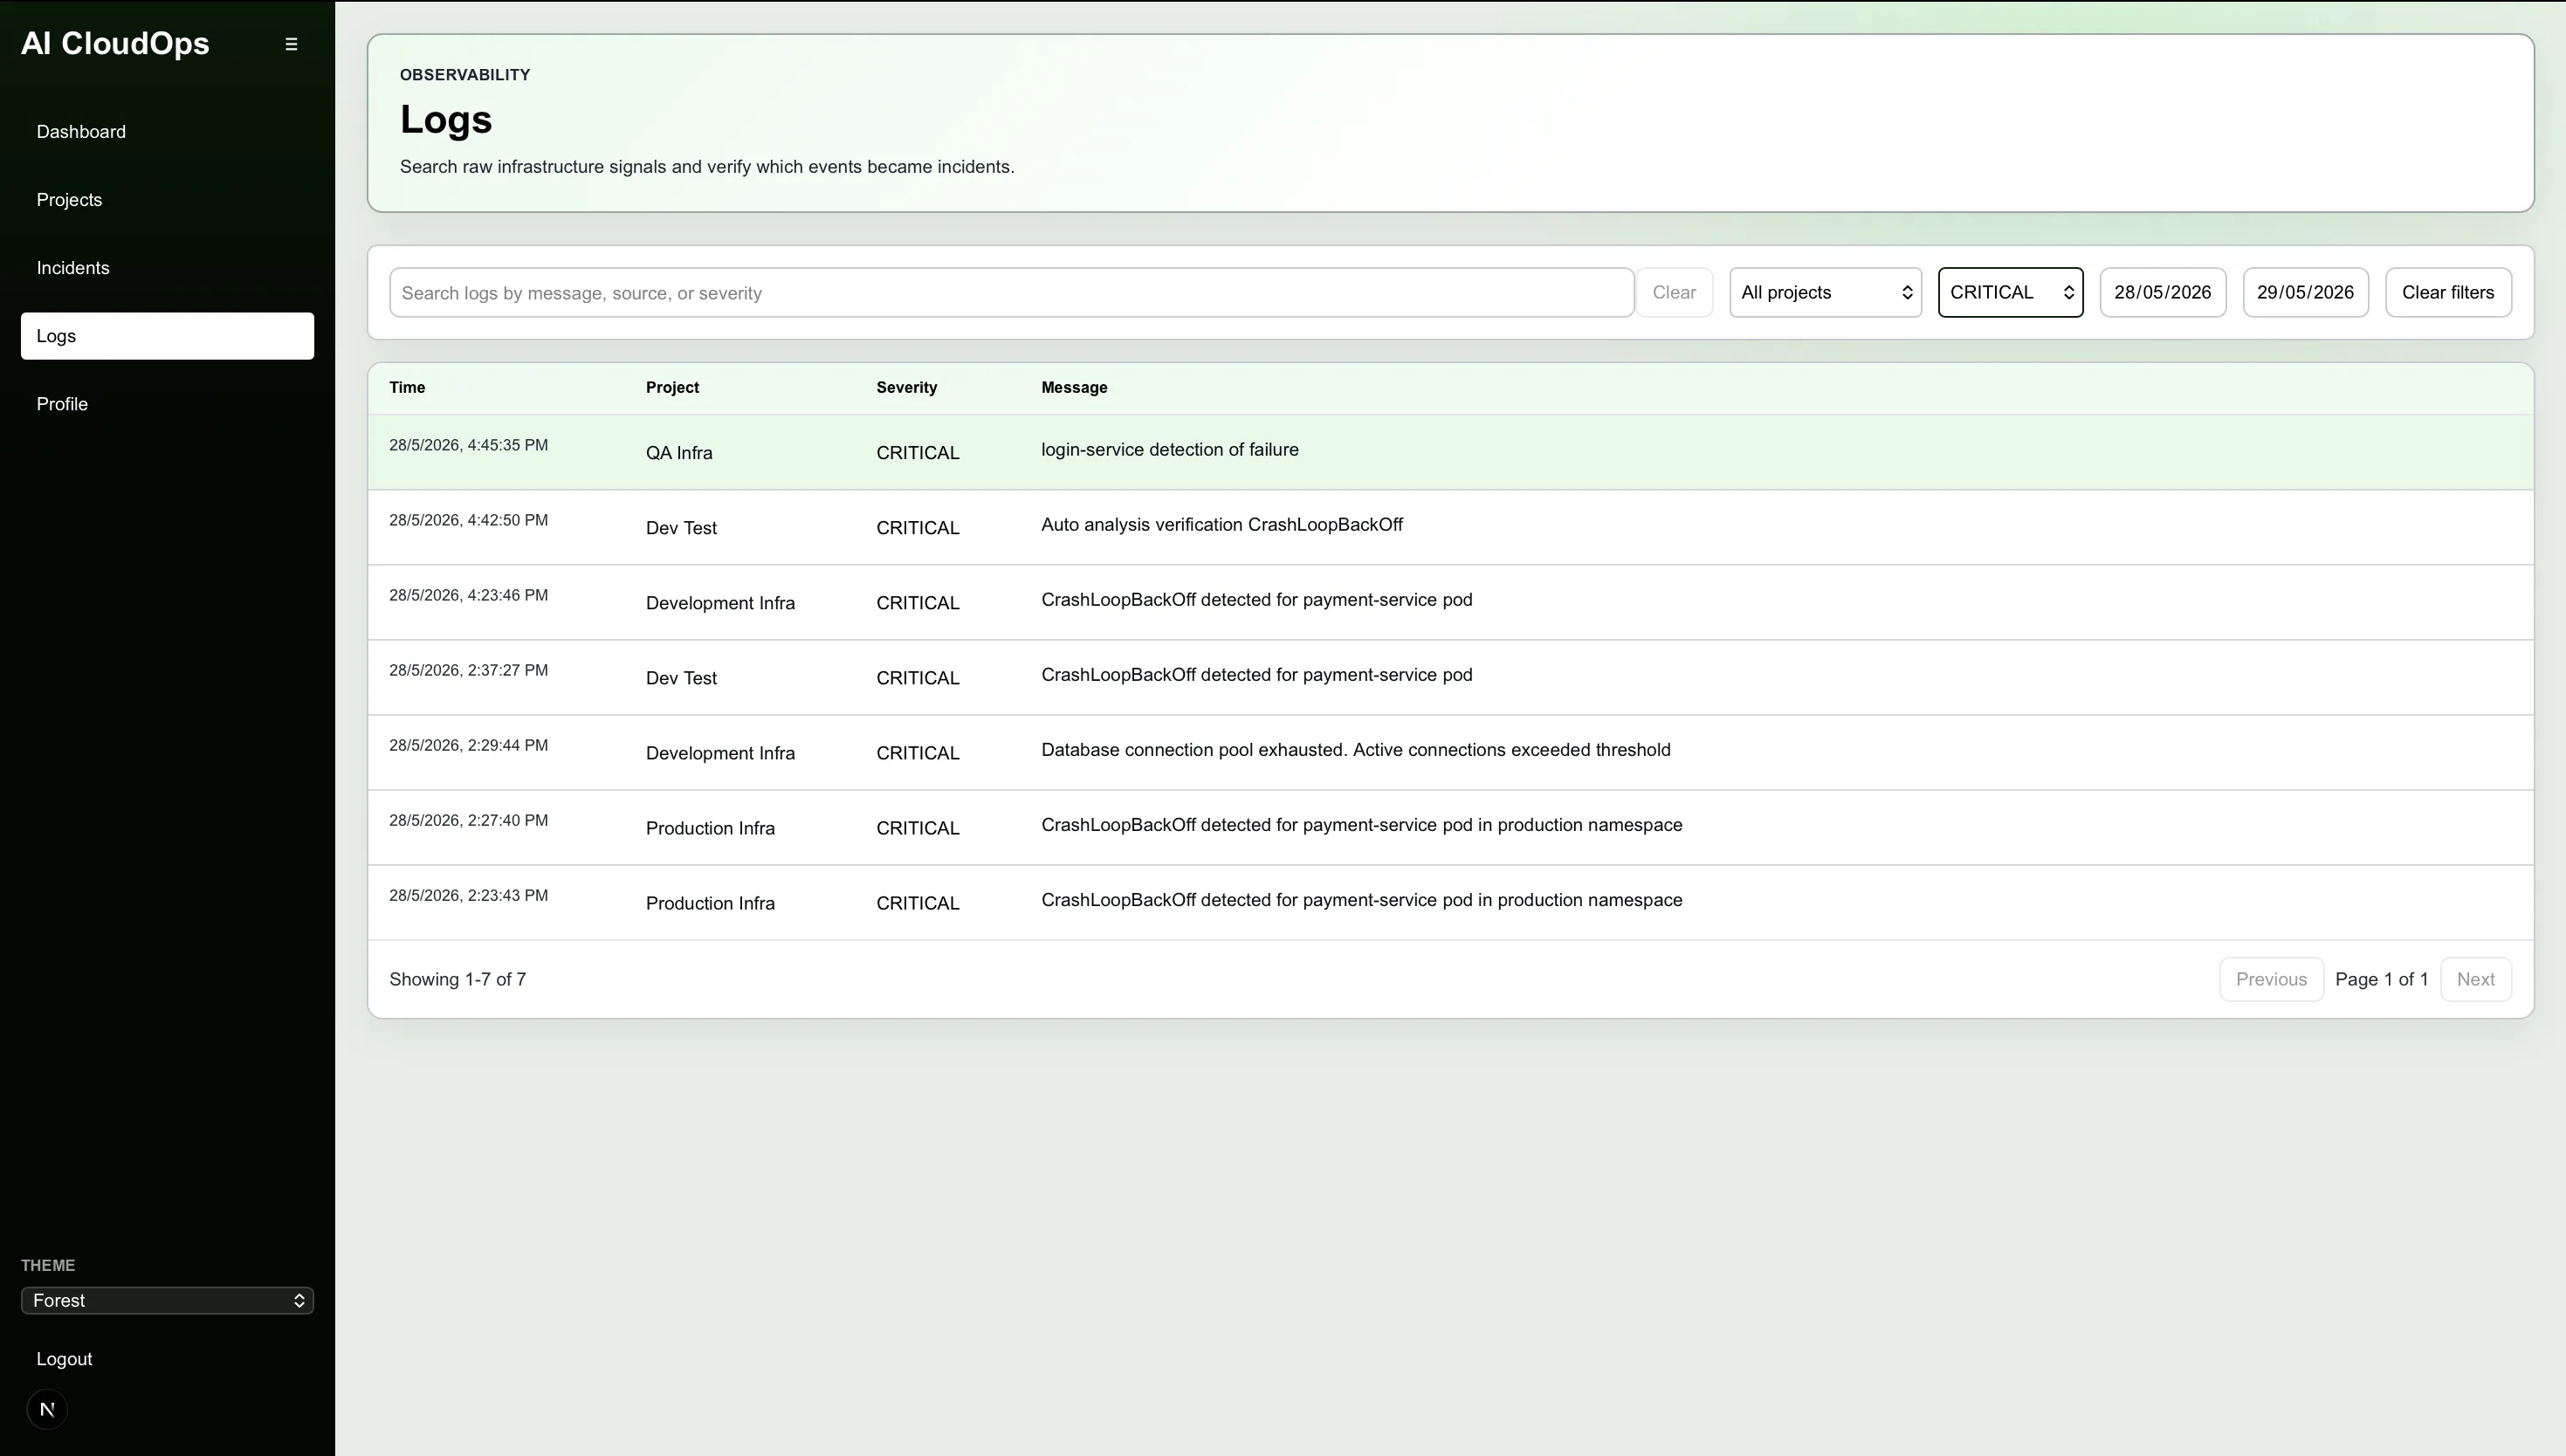 AI CloudOps
Dashboard
Projects
Incidents
Logs
Profile
THEME
Forest
Logout
N
OBSERVABILITY
Logs
Search raw infrastructure signals and verify which events became incidents.
Search logs by message, source, or severity Clear All projects CRITICAL 28/05/2026 29/05/2026 Clear filters
Time Project Severity Message
28/5/2026, 4:45:35 PM QA Infra CRITICAL login-service detection of failure
28/5/2026, 4:42:50 PM Dev Test CRITICAL Auto analysis verification CrashLoopBackOff
28/5/2026, 4:23:46 PM Development Infra CRITICAL CrashLoopBackOff detected for payment-service pod
28/5/2026, 2:37:27 PM Dev Test CRITICAL CrashLoopBackOff detected for payment-service pod
28/5/2026, 2:29:44 PM Development Infra CRITICAL Database connection pool exhausted. Active connections exceeded threshold
28/5/2026, 2:27:40 PM Production Infra CRITICAL CrashLoopBackOff detected for payment-service pod in production namespace
28/5/2026, 2:23:43 PM Production Infra CRITICAL CrashLoopBackOff detected for payment-service pod in production namespace
Showing 1-7 of 7 Previous Page 1 of 1 Next